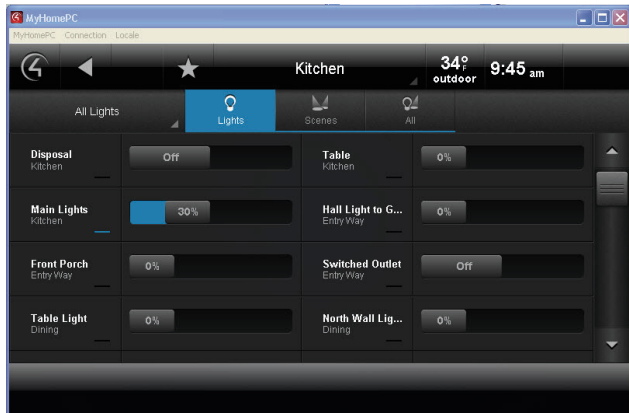 MyHomePC
MyHomePC Connection Locale
4
Kitchen
34°F
outdoor
9:45 am
All Lights
Lights
Scenes
All
Disposal
Kitchen
Off
Table
Kitchen
0%
Main Lights
Kitchen
30%
Hall Light to G...
Entry Way
0%
Front Porch
Entry Way
0%
Switched Outlet
Entry Way
Off
Table Light
Dining
0%
North Wall Lig...
Dining
0%